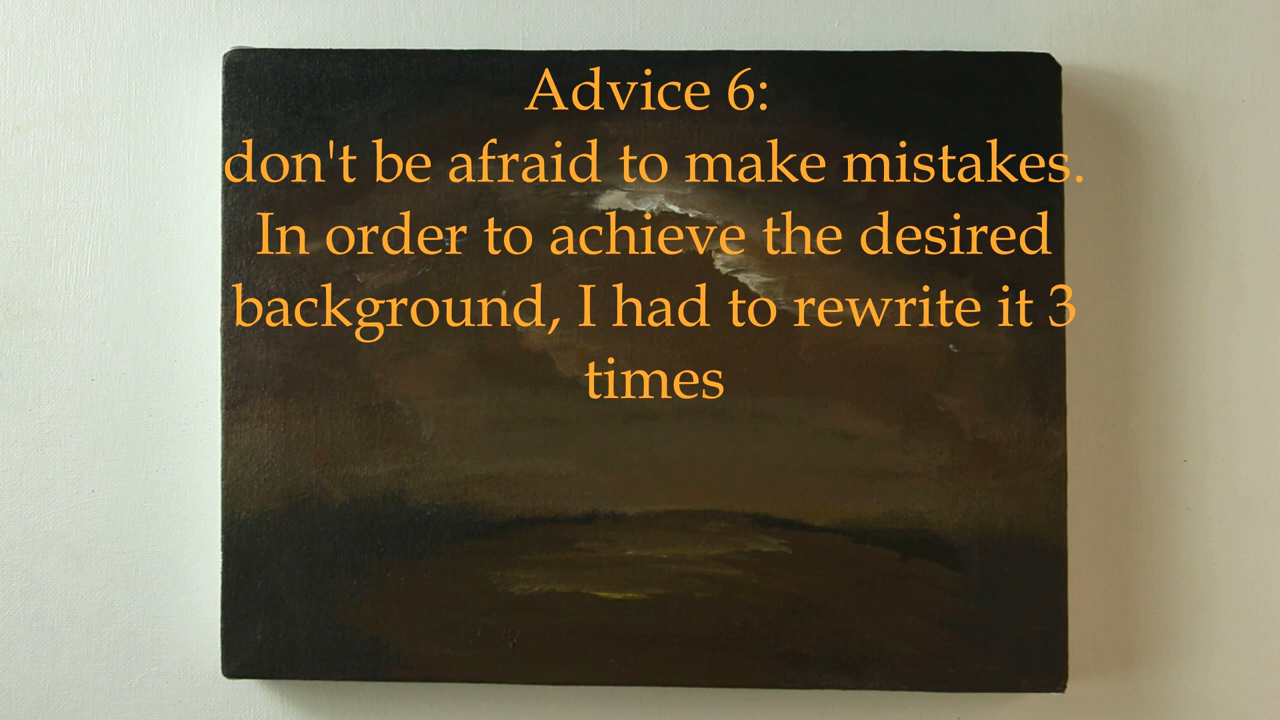 Advice 6:
don't be afraid to make mistakes.
In order to achieve the desired
background, I had to rewrite it 3
times